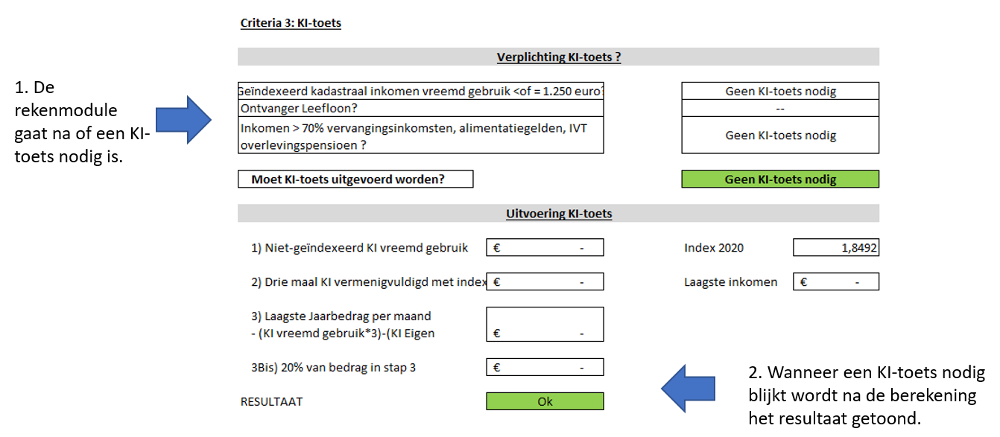 Criteria 3: KI-toets
Verplichting KI-toets ?
1. De
rekenmodule
gaat na of een KI-
toets nodig is.
Geïndexeerd kadastraal inkomen vreemd gebruik <of = 1.250 euro?
Geen KI-toets nodig
Ontvanger Leefloon?
--
Inkomen > 70% vervangingsinkomsten, alimentatiegelden, IVT
overlevingspensioen ?
Geen KI-toets nodig
Moet KI-toets uitgevoerd worden?
Geen KI-toets nodig
Uitvoering KI-toets
1) Niet-geïndexeerd KI vreemd gebruik
€ -
Index 2020
1,8492
2) Drie maal KI vermenigvuldigd met index
€ -
Laagste inkomen
€ -
3) Laagste Jaarbedrag per maand
- (KI vreemd gebruik*3)-(KI Eigen
€ -
3Bis) 20% van bedrag in stap 3
€ -
RESULTAAT
Ok
2. Wanneer een KI-toets nodig
blijkt wordt na de berekening
het resultaat getoond.